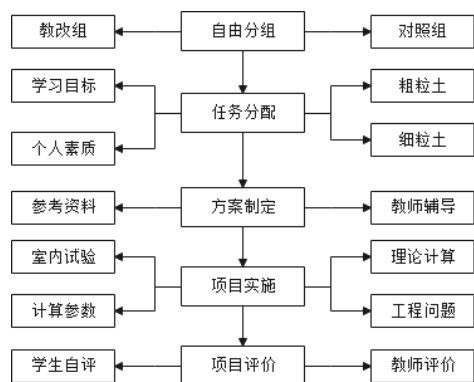 教改组
自由分组
对照组
学习目标
粗粒土
任务分配
个人素质
细粒土
参考资料
方案制定
教师辅导
室内试验
理论计算
项目实施
计算参数
工程问题
学生自评
项目评价
教师评价